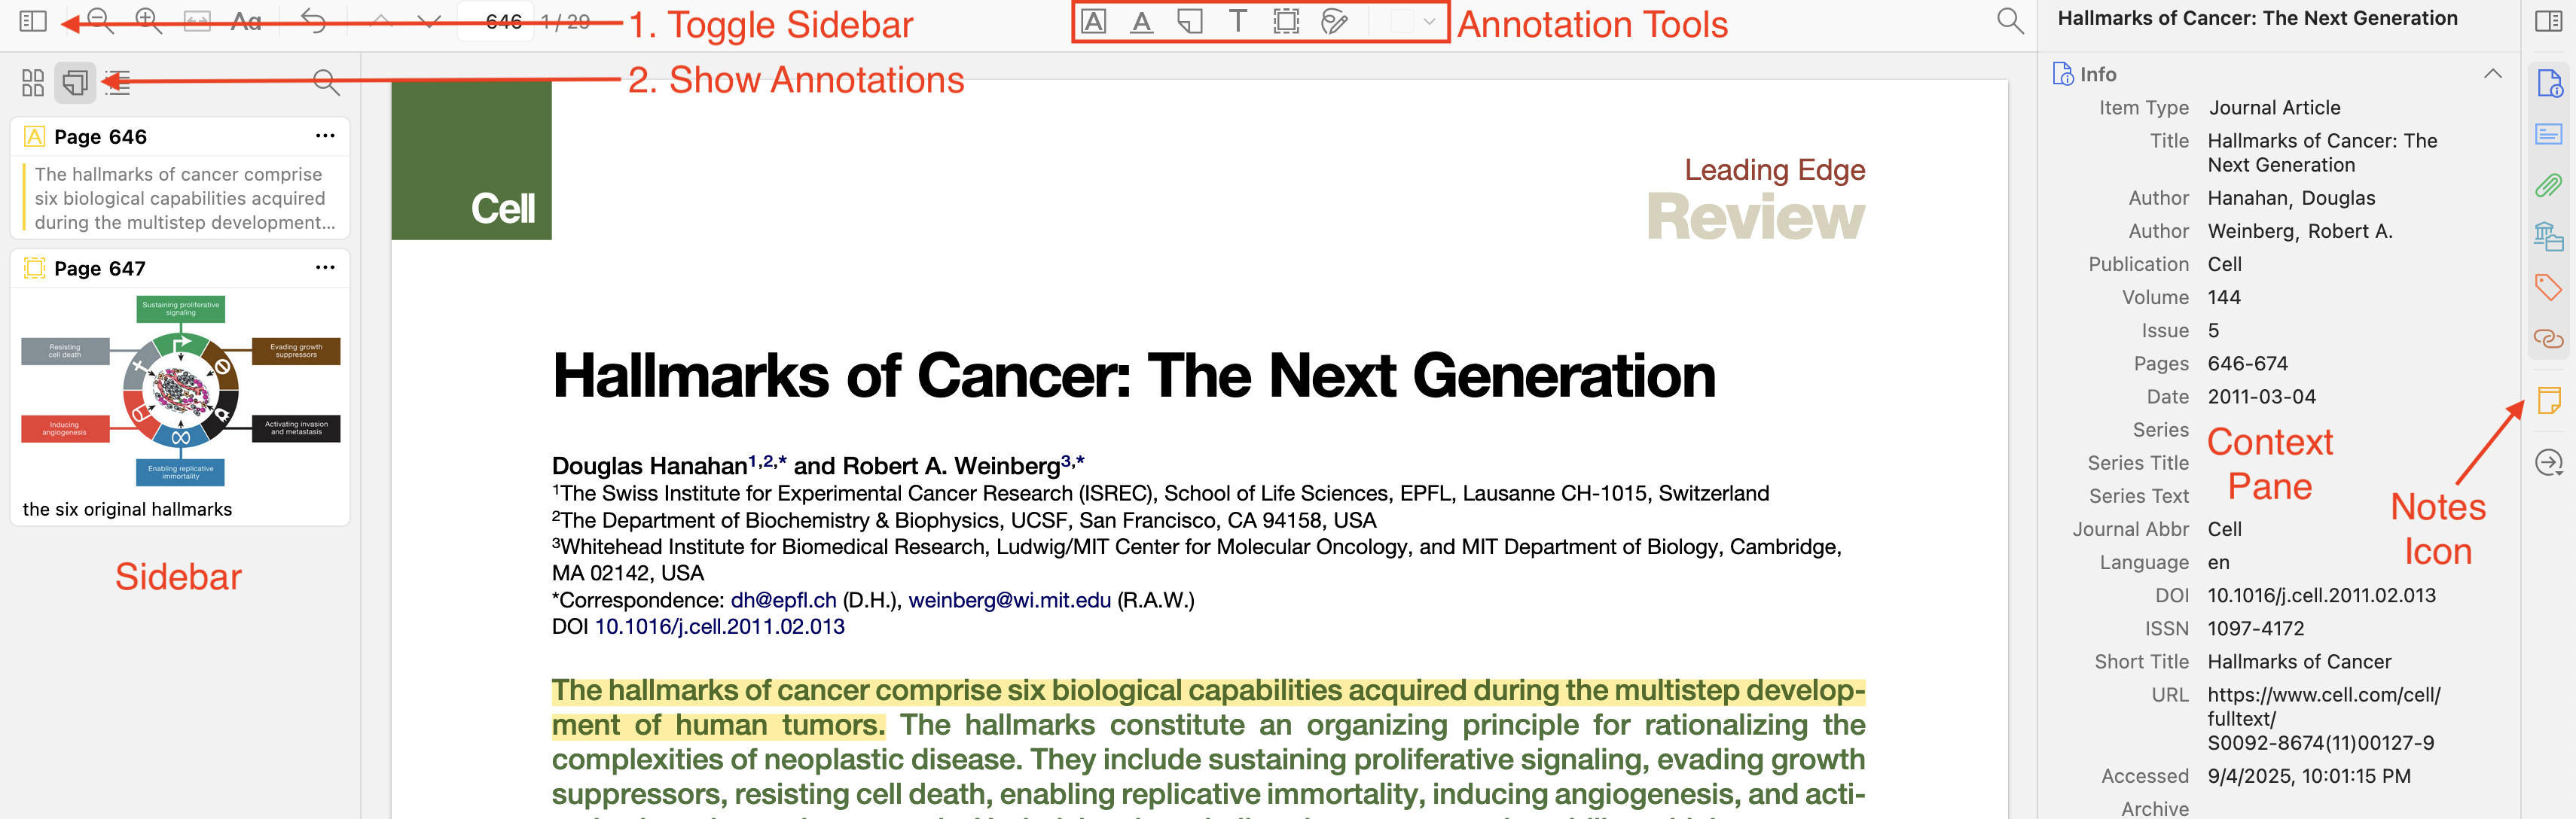 Aa
646 1 / 29
1. Toggle Sidebar
A A T
Annotation Tools
Hallmarks of Cancer: The Next Generation
2. Show Annotations
A Page 646
The hallmarks of cancer comprise
six biological capabilities acquired
during the multistep development...
Page 647
Sustaining proliferative
signaling
Resisting
cell death
Evading growth
suppressors
Inducing
angiogenesis
Activating invasion
and metastasis
Enabling replicative
immortality
the six original hallmarks
Sidebar
Cell
Leading Edge
Review
Hallmarks of Cancer: The Next Generation
Douglas Hanahan1,2,* and Robert A. Weinberg3,*
1The Swiss Institute for Experimental Cancer Research (ISREC), School of Life Sciences, EPFL, Lausanne CH-1015, Switzerland
2The Department of Biochemistry & Biophysics, UCSF, San Francisco, CA 94158, USA
3Whitehead Institute for Biomedical Research, Ludwig/MIT Center for Molecular Oncology, and MIT Department of Biology, Cambridge,
MA 02142, USA
*Correspondence: dh@epfl.ch (D.H.), weinberg@wi.mit.edu (R.A.W.)
DOI 10.1016/j.cell.2011.02.013
The hallmarks of cancer comprise six biological capabilities acquired during the multistep develop-
ment of human tumors. The hallmarks constitute an organizing principle for rationalizing the
complexities of neoplastic disease. They include sustaining proliferative signaling, evading growth
suppressors, resisting cell death, enabling replicative immortality, inducing angiogenesis, and acti-
Info
Item Type Journal Article
Title Hallmarks of Cancer: The
Next Generation
Author Hanahan, Douglas
Author Weinberg, Robert A.
Publication Cell
Volume 144
Issue 5
Pages 646-674
Date 2011-03-04
Series
Series Title
Series Text
Journal Abbr Cell
Language en
DOI 10.1016/j.cell.2011.02.013
ISSN 1097-4172
Short Title Hallmarks of Cancer
URL https://www.cell.com/cell/
fulltext/
S0092-8674(11)00127-9
Accessed 9/4/2025, 10:01:15 PM
Archive
Context
Pane
Notes
Icon